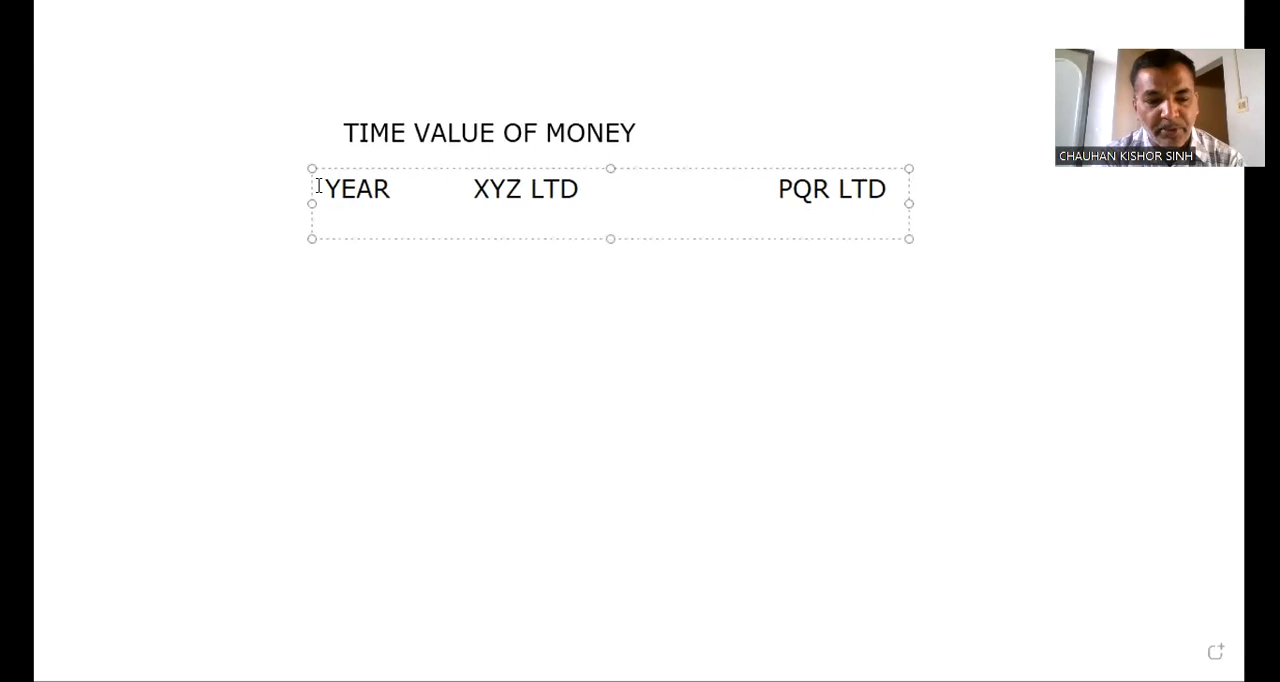 TIME VALUE OF MONEY
YEAR XYZ LTD PQR LTD
CHAUHAN KISHOR SINH